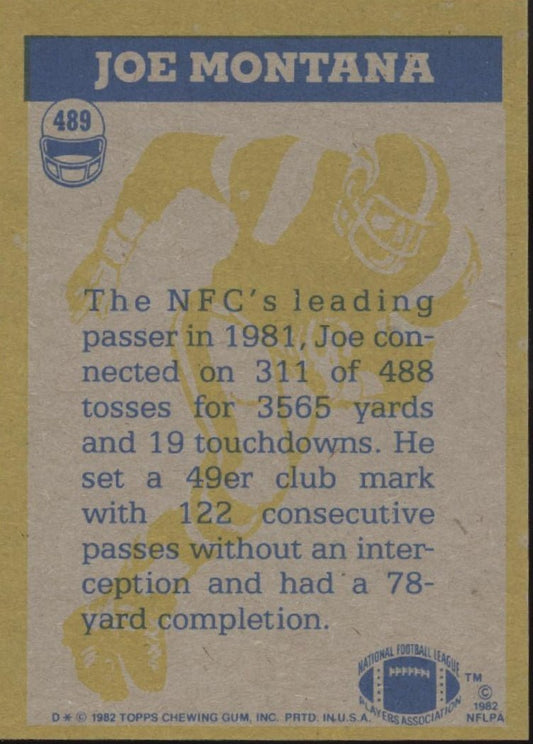 JOE MONTANA
489
The NFC's leading
passer in 1981, Joe con-
nected on 311 of 488
tosses for 3565 yards
and 19 touchdowns. He
set a 49er club mark
with 122 consecutive
passes without an inter-
ception and had a 78-
yard completion.
NATIONAL FOOTBALL LEAGUE
PLAYERS ASSOCIATION
TM
©
1982
NFLPA
D * © 1982 TOPPS CHEWING GUM, INC. PRTD. IN U.S.A.